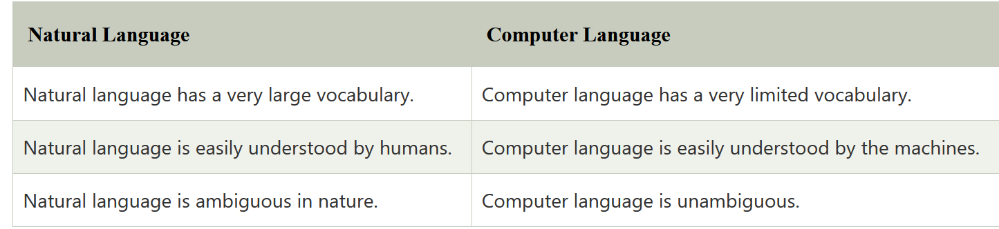 Natural Language Computer Language
Natural language has a very large vocabulary. Computer language has a very limited vocabulary.
Natural language is easily understood by humans. Computer language is easily understood by the machines.
Natural language is ambiguous in nature. Computer language is unambiguous.